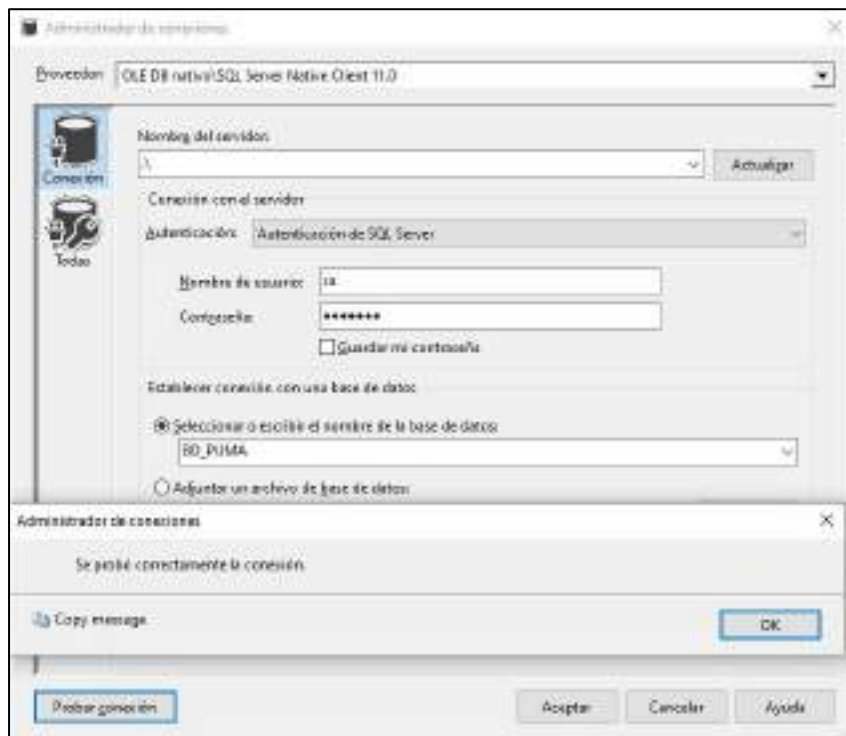 Administrador de conexiones
Proveedor: OLE DB nativo\SQL Server Native Client 11.0
Conexión
Todas
Nombre del servidor:
.\
Actualizar
Conexión con el servidor
Autenticación: Autenticación de SQL Server
Nombre de usuario: sa
Contraseña: •••••••
Guardar mi contraseña
Establecer conexión con una base de datos
Seleccionar o escribir el nombre de la base de datos:
BD_PUMA
Adjuntar un archivo de base de datos:
Administrador de conexiones
Se probó correctamente la conexión.
Copy message
OK
Probar conexión
Aceptar
Cancelar
Ayuda